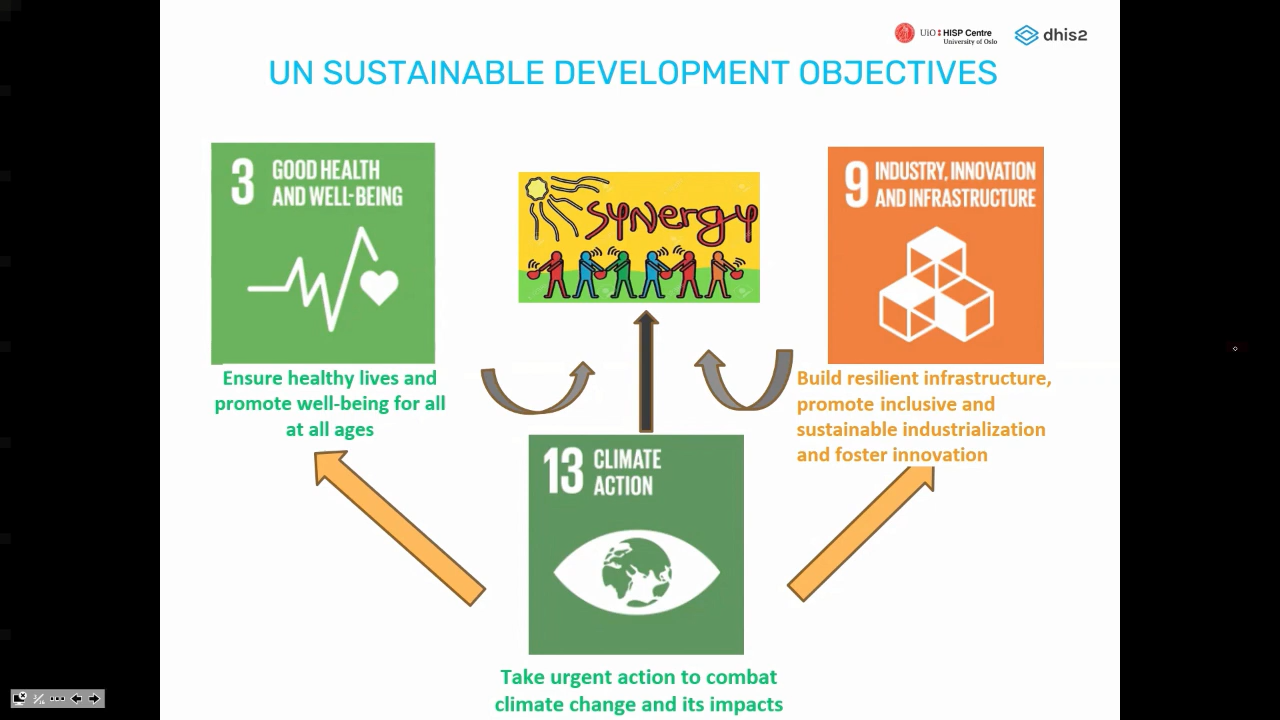 UiO HISP Centre
University of Oslo
dhis2
UN SUSTAINABLE DEVELOPMENT OBJECTIVES
3 GOOD HEALTH
AND WELL-BEING
Ensure healthy lives and
promote well-being for all
at all ages
synergy
9 INDUSTRY, INNOVATION
AND INFRASTRUCTURE
Build resilient infrastructure,
promote inclusive and
sustainable industrialization
and foster innovation
13 CLIMATE
ACTION
Take urgent action to combat
climate change and its impacts